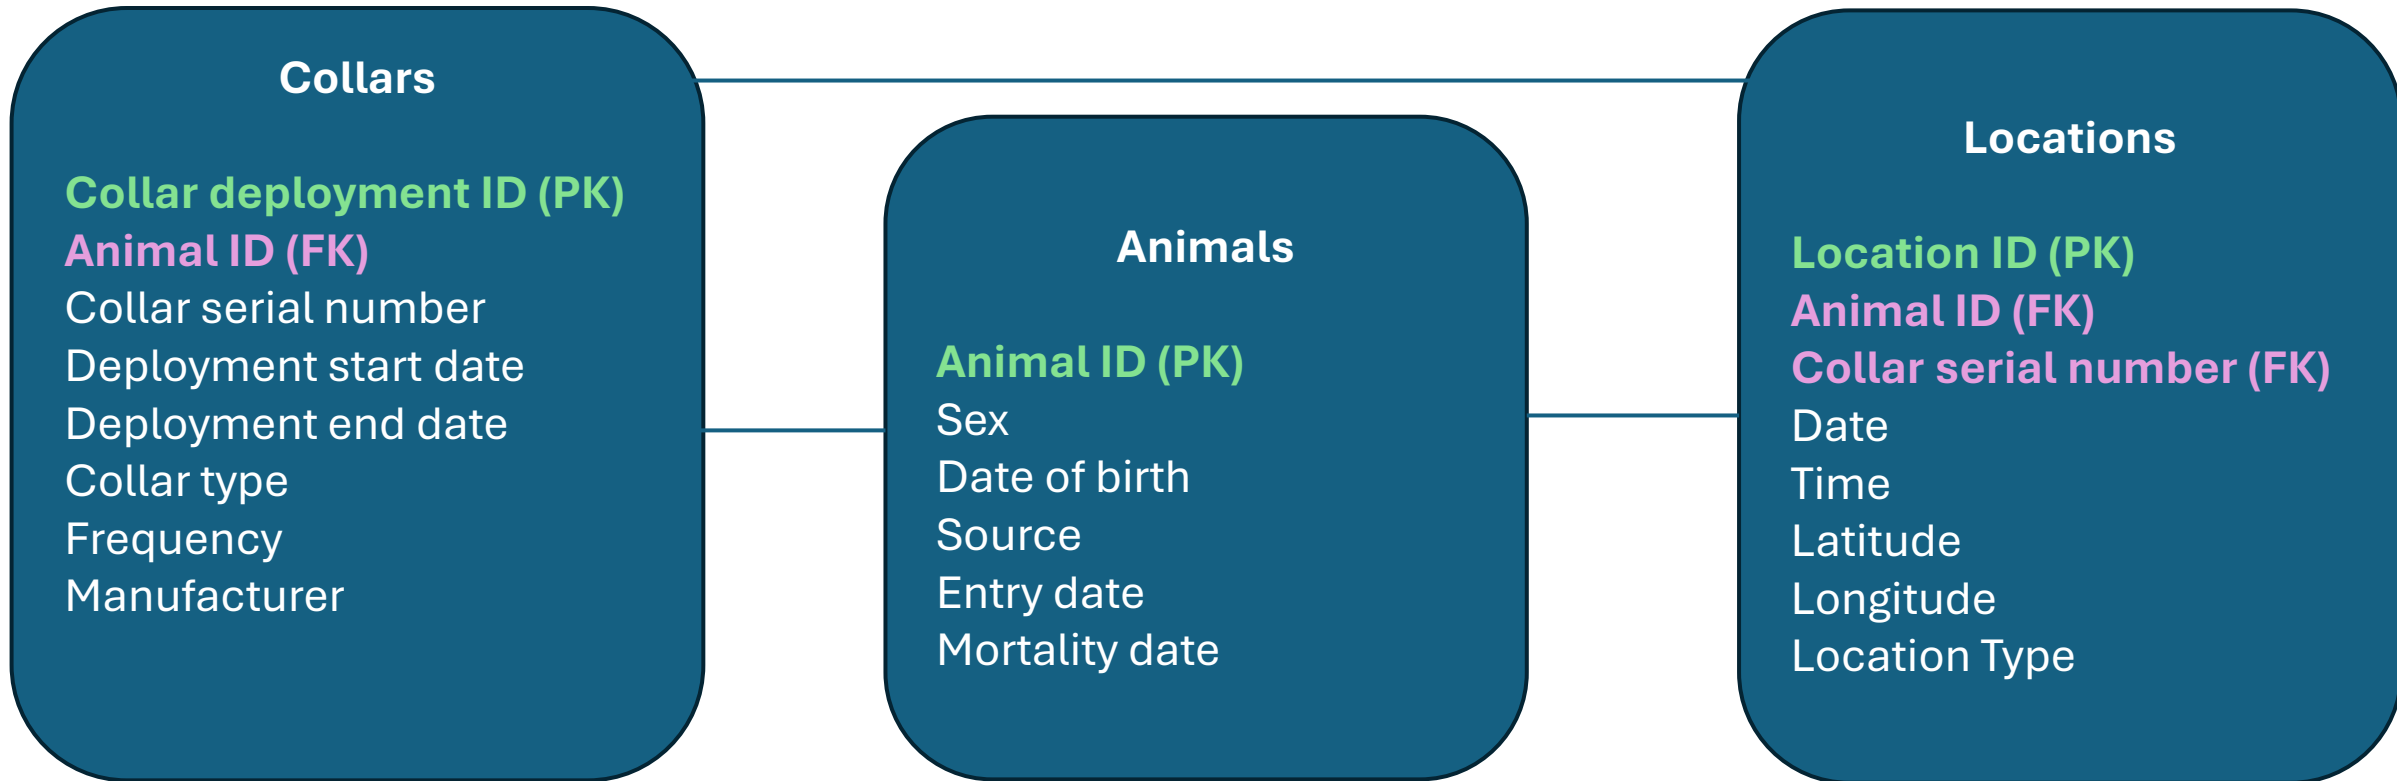 Collars
Collar deployment ID (PK)
Animal ID (FK)
Collar serial number
Deployment start date
Deployment end date
Collar type
Frequency
Manufacturer
Animals
Animal ID (PK)
Sex
Date of birth
Source
Entry date
Mortality date
Locations
Location ID (PK)
Animal ID (FK)
Collar serial number (FK)
Date
Time
Latitude
Longitude
Location Type